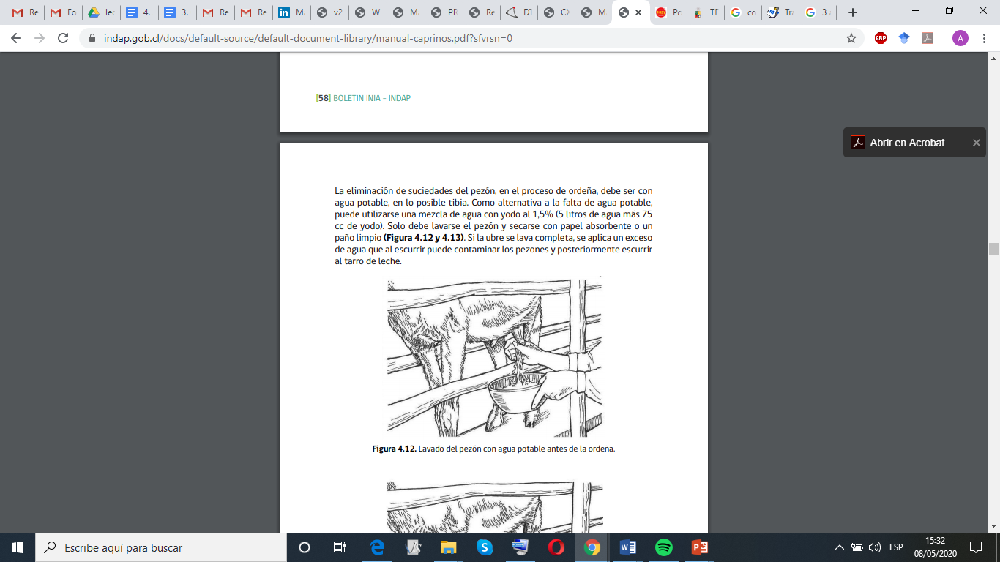 Re
Fo
lec
4.
3.
Re
Re
M
v2
W
M
PR
Re
DT
CX
M
Pc
TE
cc
Tra
3 a
indap.gob.cl/docs/default-source/default-document-library/manual-caprinos.pdf?sfvrsn=0
ABP
A
[58] BOLETIN INIA - INDAP
Abrir en Acrobat
La eliminación de suciedades del pezón, en el proceso de ordeña, debe ser con
agua potable, en lo posible tibia. Como alternativa a la falta de agua potable,
puede utilizarse una mezcla de agua con yodo al 1,5% (5 litros de agua más 75
cc de yodo). Solo debe lavarse el pezón y secarse con papel absorbente o un
paño limpio (Figura 4.12 y 4.13). Si la ubre se lava completa, se aplica un exceso
de agua que al escurrir puede contaminar los pezones y posteriormente escurrir
al tarro de leche.
Figura 4.12. Lavado del pezón con agua potable antes de la ordeña.
Escribe aquí para buscar
ESP
15:32
08/05/2020